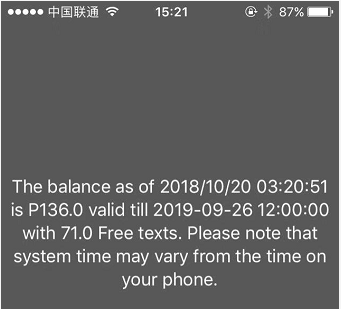 中国联通 15:21 87%
The balance as of 2018/10/20 03:20:51
is P136.0 valid till 2019-09-26 12:00:00
with 71.0 Free texts. Please note that
system time may vary from the time on
your phone.